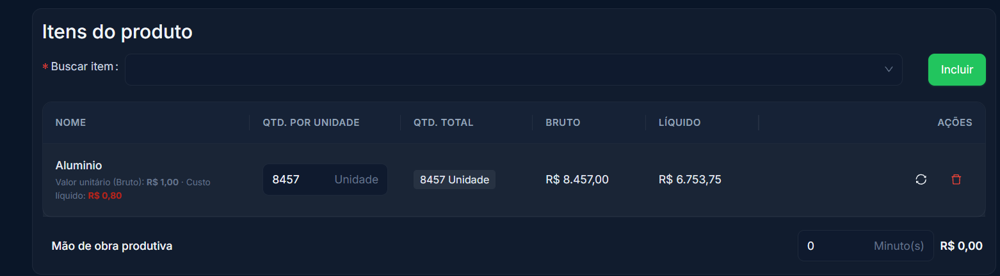 Itens do produto
* Buscar item :
Incluir
NOME QTD. POR UNIDADE QTD. TOTAL BRUTO LÍQUIDO AÇÕES
Aluminio
Valor unitário (Bruto): R$ 1,00 · Custo
líquido: R$ 0,80
8457 Unidade
8457 Unidade
R$ 8.457,00
R$ 6.753,75
Mão de obra produtiva
0 Minuto(s) R$ 0,00